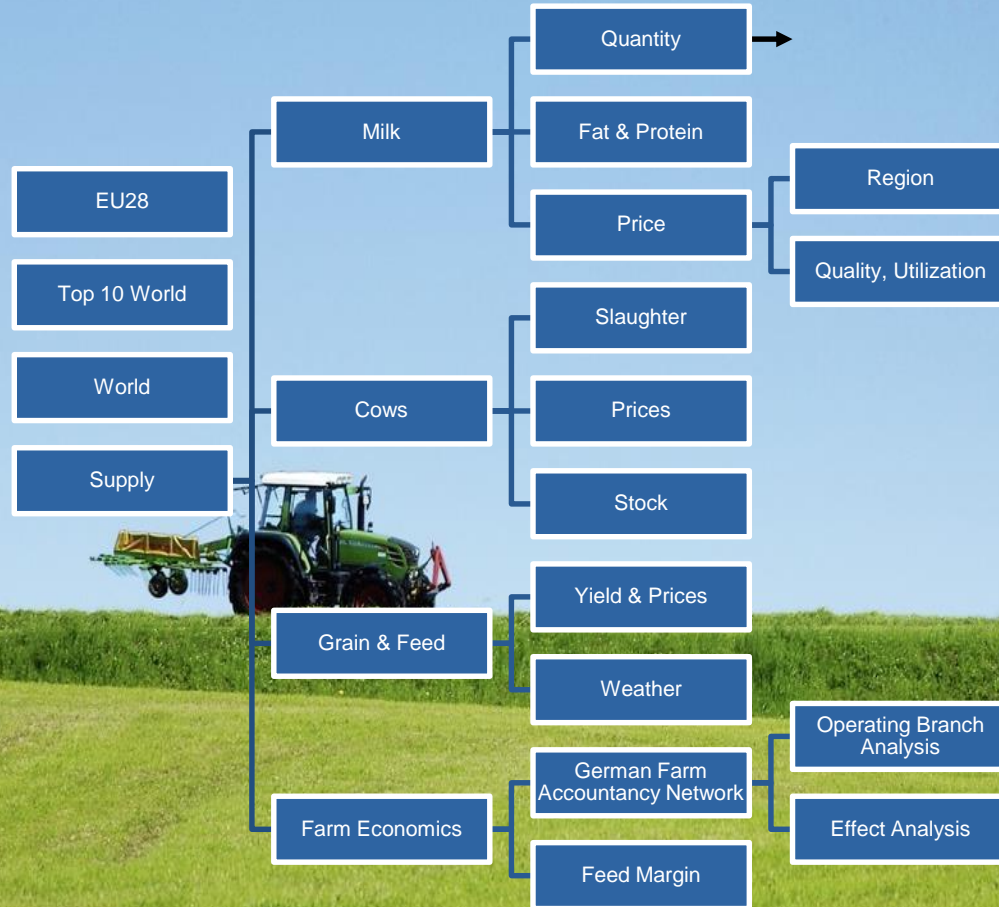 EU28
Top 10 World
World
Supply
Milk
Cows
Grain & Feed
Farm Economics
Quantity
Fat & Protein
Price
Slaughter
Prices
Stock
Yield & Prices
Weather
German Farm
Accountancy Network
Feed Margin
Region
Quality, Utilization
Operating Branch
Analysis
Effect Analysis